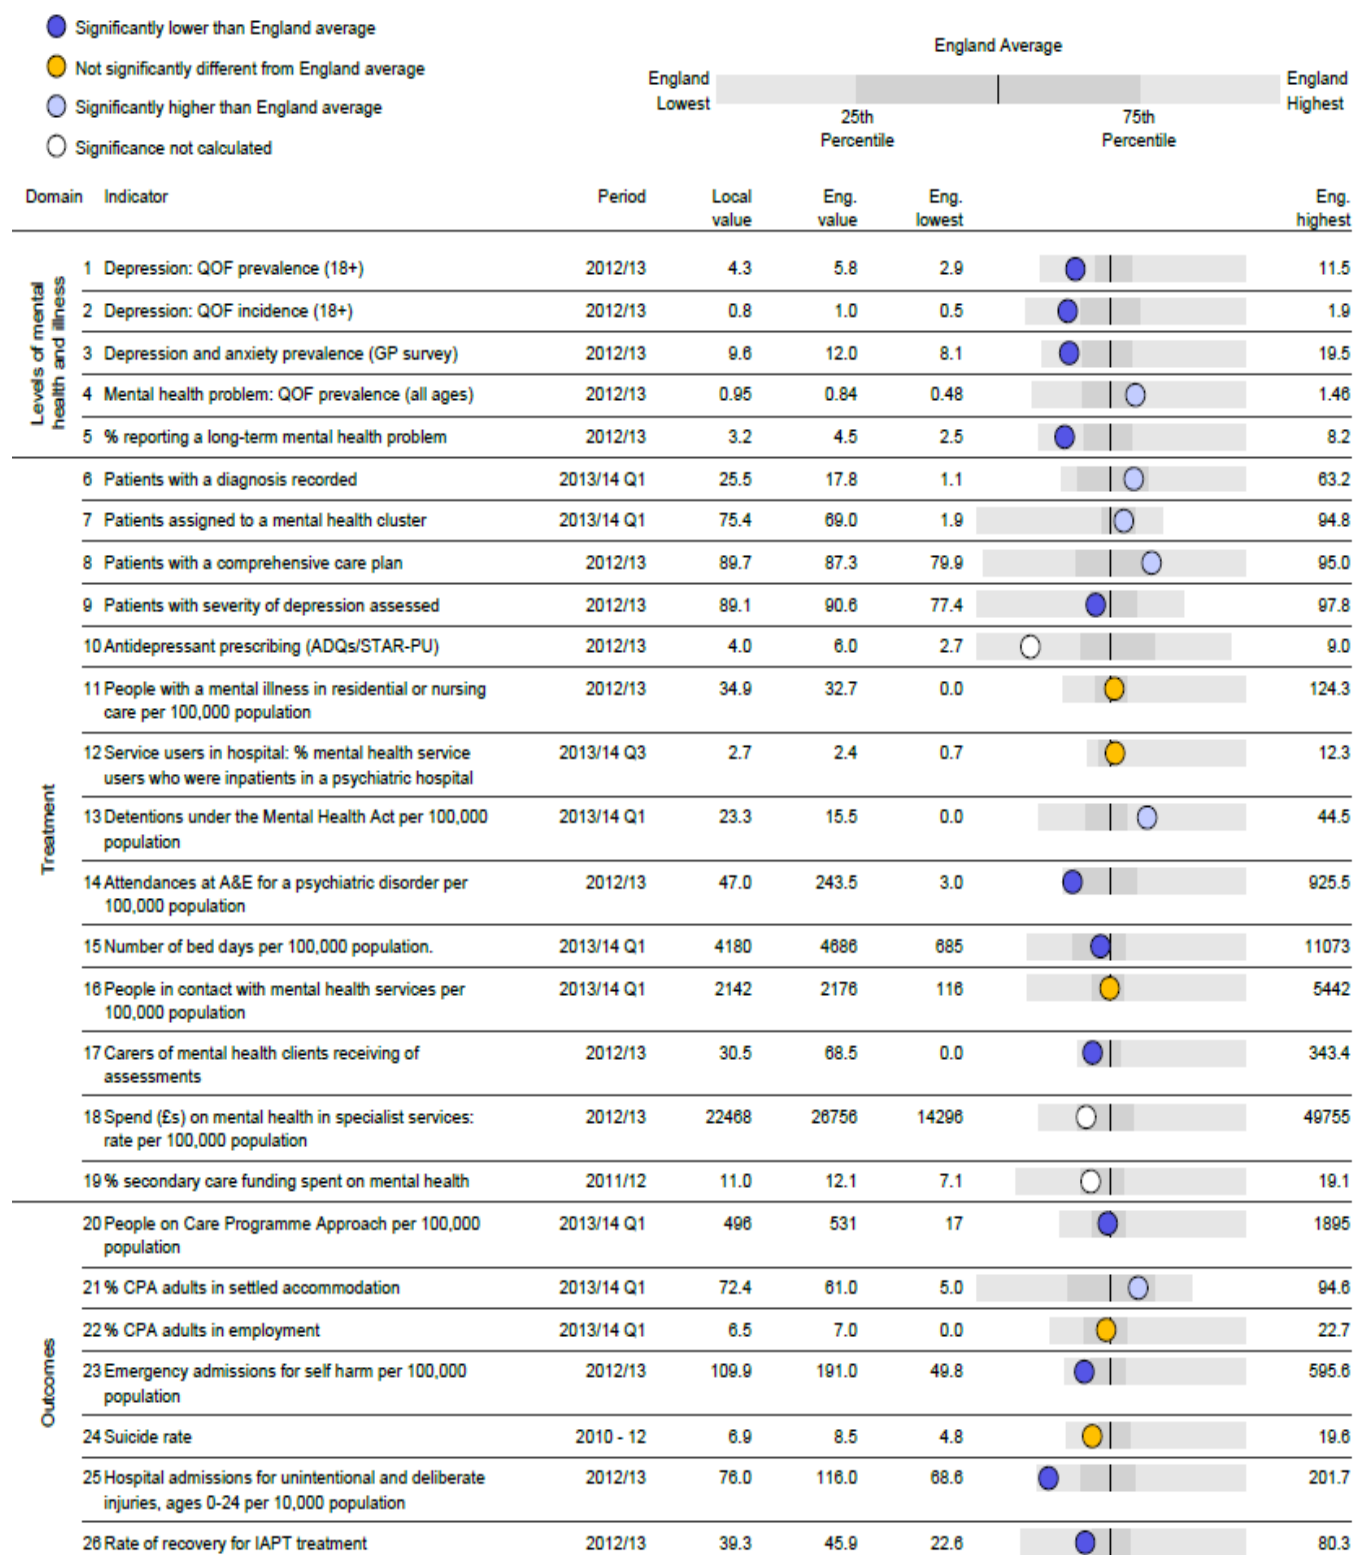 Significantly lower than England average
Not significantly different from England average
Significantly higher than England average
Significance not calculated
England Average
England Lowest
England Highest
25th Percentile
75th Percentile
Domain Indicator Period Local value Eng. value Eng. lowest Eng. highest
Levels of mental health and illness
1 Depression: QOF prevalence (18+) 2012/13 4.3 5.8 2.9 11.5
2 Depression: QOF incidence (18+) 2012/13 0.8 1.0 0.5 1.9
3 Depression and anxiety prevalence (GP survey) 2012/13 9.6 12.0 8.1 19.5
4 Mental health problem: QOF prevalence (all ages) 2012/13 0.95 0.84 0.48 1.46
5 % reporting a long-term mental health problem 2012/13 3.2 4.5 2.5 8.2
Treatment
6 Patients with a diagnosis recorded 2013/14 Q1 25.5 17.8 1.1 63.2
7 Patients assigned to a mental health cluster 2013/14 Q1 75.4 69.0 1.9 94.8
8 Patients with a comprehensive care plan 2012/13 89.7 87.3 79.9 95.0
9 Patients with severity of depression assessed 2012/13 89.1 90.6 77.4 97.8
10 Antidepressant prescribing (ADQs/STAR-PU) 2012/13 4.0 6.0 2.7 9.0
11 People with a mental illness in residential or nursing 2012/13 34.9 32.7 0.0 124.3
care per 100,000 population
12 Service users in hospital: % mental health service 2013/14 Q3 2.7 2.4 0.7 12.3
users who were inpatients in a psychiatric hospital
13 Detentions under the Mental Health Act per 100,000 2013/14 Q1 23.3 15.5 0.0 44.5
population
14 Attendances at A&E for a psychiatric disorder per 2012/13 47.0 243.5 3.0 925.5
100,000 population
15 Number of bed days per 100,000 population. 2013/14 Q1 4180 4686 685 11073
16 People in contact with mental health services per 2013/14 Q1 2142 2176 116 5442
100,000 population
17 Carers of mental health clients receiving of 2012/13 30.5 68.5 0.0 343.4
assessments
18 Spend (£s) on mental health in specialist services: 2012/13 22468 26756 14296 49755
rate per 100,000 population
19 % secondary care funding spent on mental health 2011/12 11.0 12.1 7.1 19.1
Outcomes
20 People on Care Programme Approach per 100,000 2013/14 Q1 496 531 17 1895
population
21 % CPA adults in settled accommodation 2013/14 Q1 72.4 61.0 5.0 94.6
22 % CPA adults in employment 2013/14 Q1 6.5 7.0 0.0 22.7
23 Emergency admissions for self harm per 100,000 2012/13 109.9 191.0 49.8 595.6
population
24 Suicide rate 2010 - 12 6.9 8.5 4.8 19.6
25 Hospital admissions for unintentional and deliberate 2012/13 76.0 116.0 68.6 201.7
injuries, ages 0-24 per 10,000 population
26 Rate of recovery for IAPT treatment 2012/13 39.3 45.9 22.6 80.3